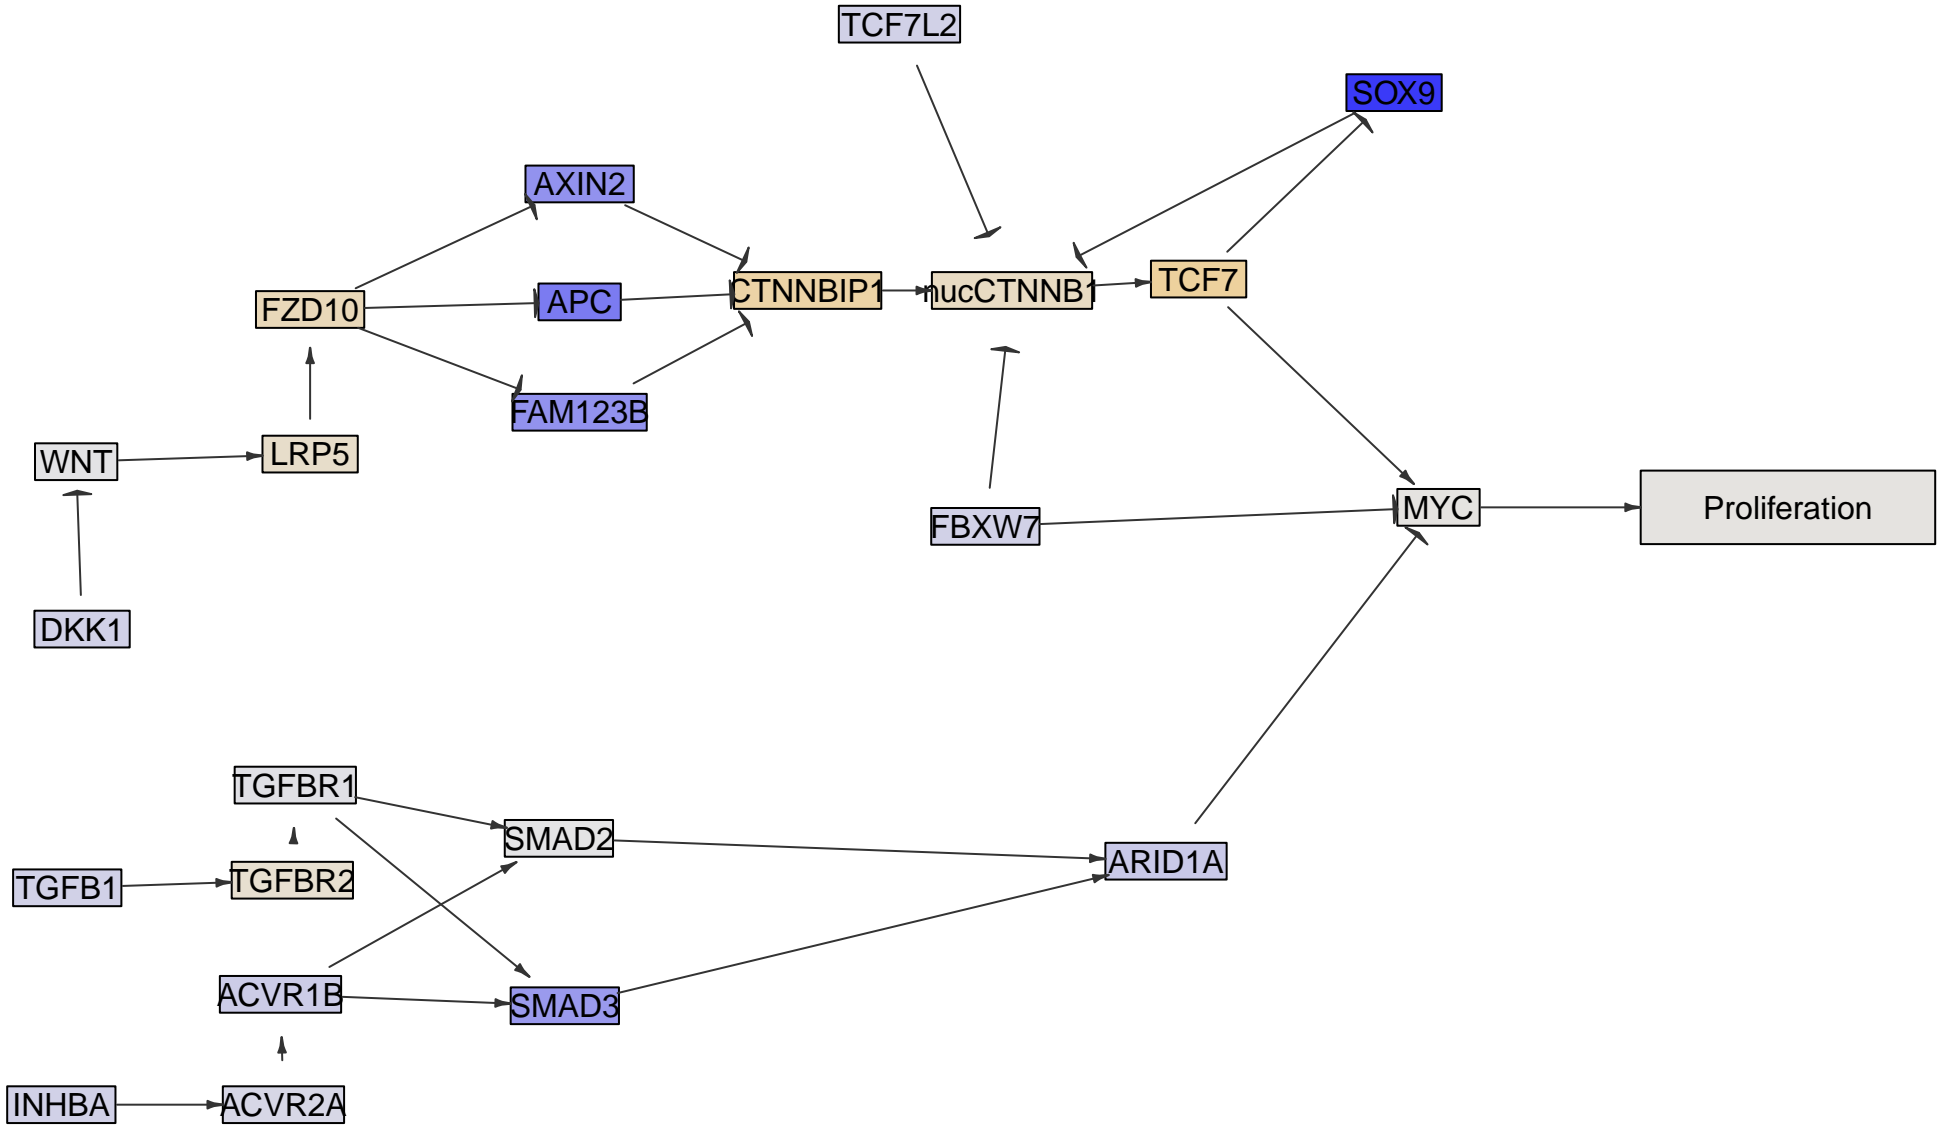 TCF7L2
SOX9
AXIN2
CTNNBIP1
nucCTNNB1
TCF7
FZD10
APC
FAM123B
WNT
LRP5
FBXW7
MYC
Proliferation
DKK1
TGFBR1
SMAD2
ARID1A
TGFB1
TGFBR2
ACVR1B
SMAD3
INHBA
ACVR2A